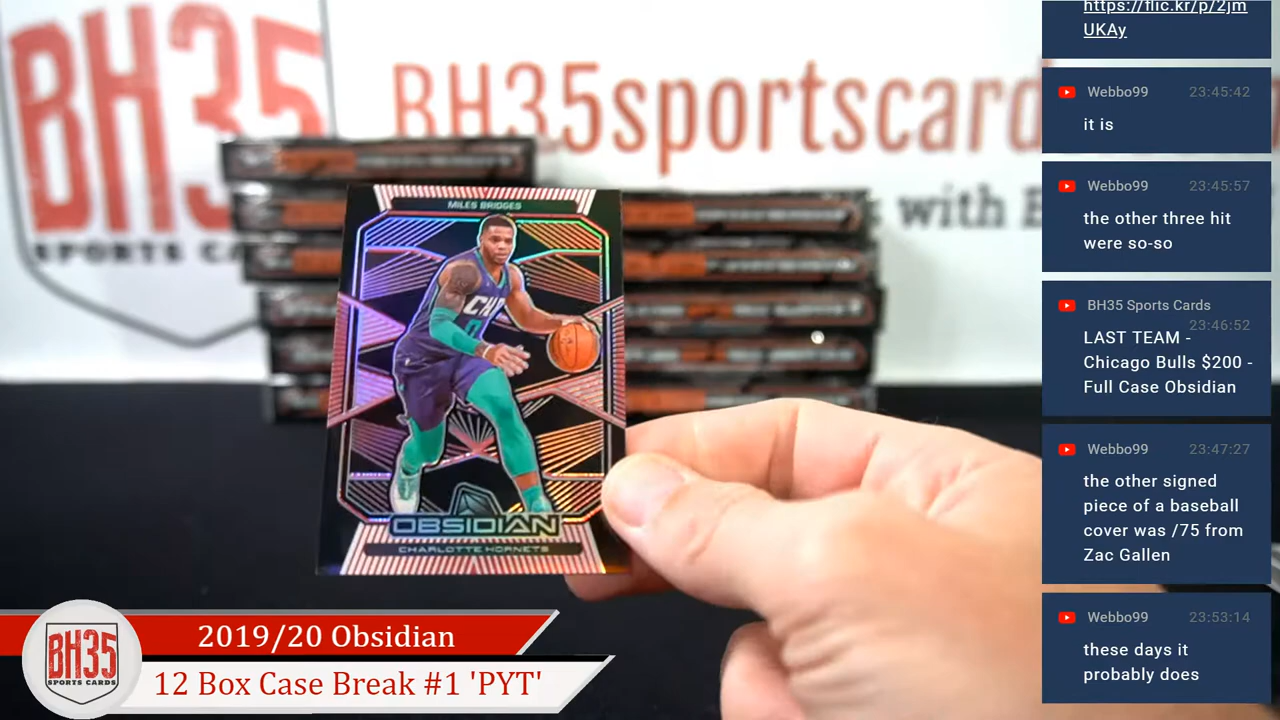 BH35
SPORTS CA
BH35sportscard
with
MILES BRIDGES
CH
OBSIDIAN
CHARLOTTE HORNETS
2019/20 Obsidian
12 Box Case Break #1 'PYT'
BH35
SPORTS CARDS
https://flic.kr/p/2jm
UKAy
Webbo99 23:45:42
it is
Webbo99 23:45:57
the other three hit
were so-so
BH35 Sports Cards
23:46:52
LAST TEAM -
Chicago Bulls $200 -
Full Case Obsidian
Webbo99 23:47:27
the other signed
piece of a baseball
cover was /75 from
Zac Gallen
Webbo99 23:53:14
these days it
probably does